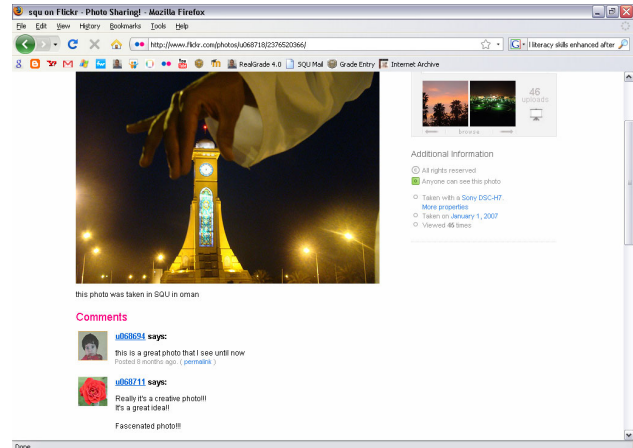 squ on Flickr - Photo Sharing! - Mozilla Firefox
File Edit View History Bookmarks Tools Help
http://www.flickr.com/photos/u068718/2376520366/
literacy skills enhanced after
RealGrade 4.0 SQU Mail Grade Entry Internet Archive
46
uploads
browse
Additional Information
All rights reserved
Anyone can see this photo
Taken with a Sony DSC-H7.
More properties
Taken on January 1, 2007
Viewed 46 times
this photo was taken in SQU in oman
Comments
u068694 says:
this is a great photo that I see until now
Posted 8 months ago. ( permalink )
u068711 says:
Really it's a creative photo!!!
It's a great idea!!
Fascenated photo!!!
Done